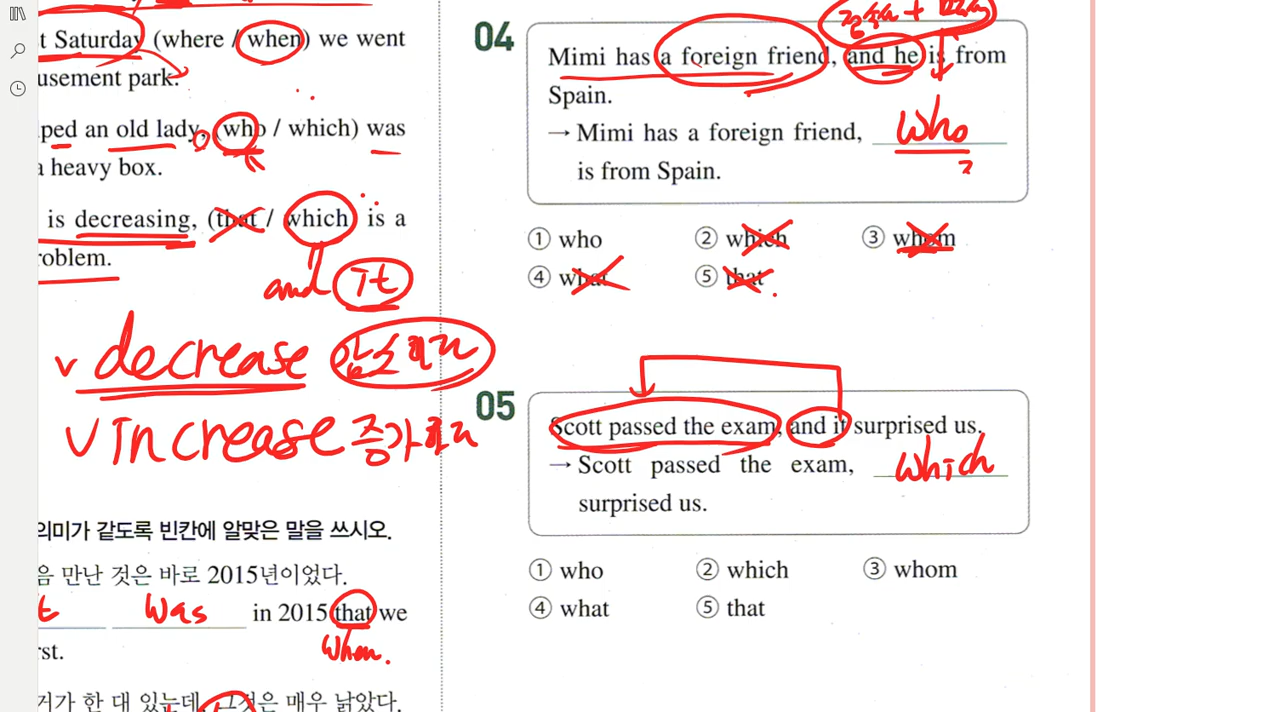 t Saturday (where / when) we went
usement park.
ped an old lady, (who / which) was
a heavy box.
is decreasing, (that / which) is a
roblem.
and It
v decrease 감소하다
v increase 증가하다
의미가 같도록 빈칸에 알맞은 말을 쓰시오.
음 만난 것은 바로 2015년이었다.
t was in 2015 that we
when.
rst.
거가 한 대 있는데, 그것은 매우 낡았다.
04
접속사 +
Mimi has a foreign friend, and he is from
Spain.
→ Mimi has a foreign friend, who
is from Spain.
① who ② which ③ whom
④ what ⑤ that
05
Scott passed the exam, and it surprised us.
→ Scott passed the exam, which
surprised us.
① who ② which ③ whom
④ what ⑤ that